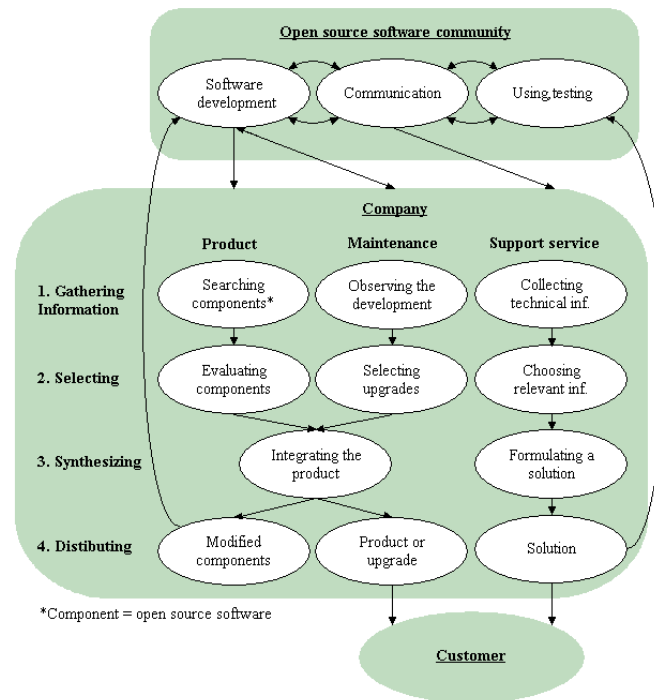 Open source software community
Software
development
Communication
Using,testing
Company
Product
Maintenance
Support service
1. Gathering
Information
Searching
components*
Observing the
development
Collecting
technical inf.
2. Selecting
Evaluating
components
Selecting
upgrades
Choosing
relevant inf.
3. Synthesizing
Integrating the
product
Formulating a
solution
4. Distibuting
Modified
components
Product or
upgrade
Solution
*Component = open source software
Customer